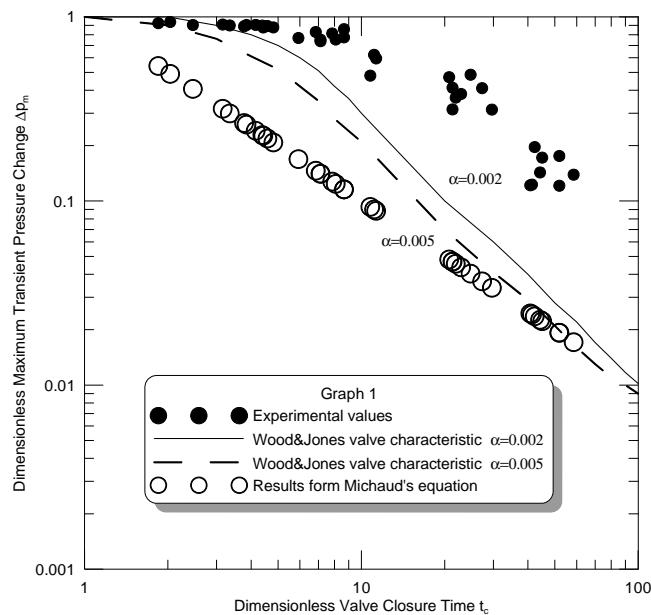 Dimensionless Maximum Transient Pressure Change Δpm
1
0.1
0.01
0.001
α=0.002
α=0.005
Graph 1
Experimental values
Wood&Jones valve characteristic α=0.002
Wood&Jones valve characteristic α=0.005
Results form Michaud's equation
1
10
100
Dimensionless Valve Closure Time tc